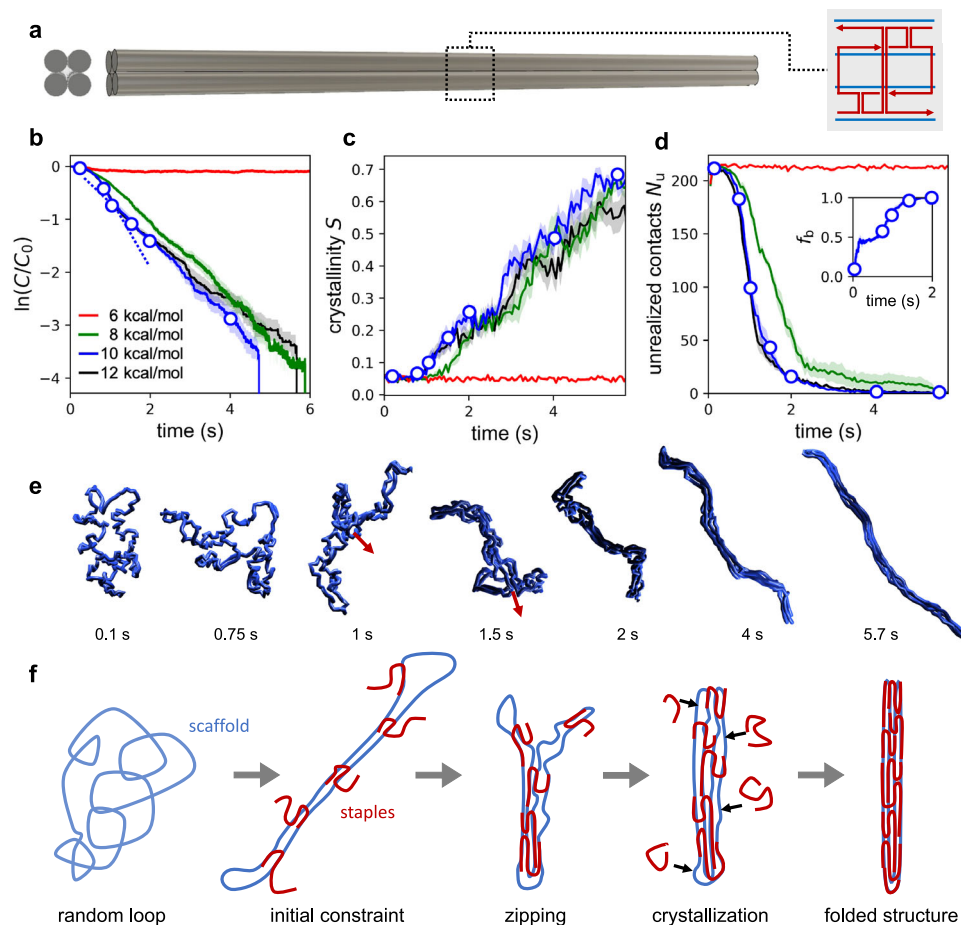 a
b
c
d
0
−1
−2
−3
−4
ln(C/C0)
6 kcal/mol
8 kcal/mol
10 kcal/mol
12 kcal/mol
0 2 4 6
time (s)
0.7
0.6
0.5
0.4
0.3
0.2
0.1
0.0
crystallinity S
0 2 4
time (s)
200
150
100
50
0
unrealized contacts Nu
0 2 4
time (s)
1.0
0.5
0.0
fb
0 2
time (s)
e
0.1 s 0.75 s 1 s 1.5 s 2 s 4 s 5.7 s
f
scaffold
staples
random loop initial constraint zipping crystallization folded structure